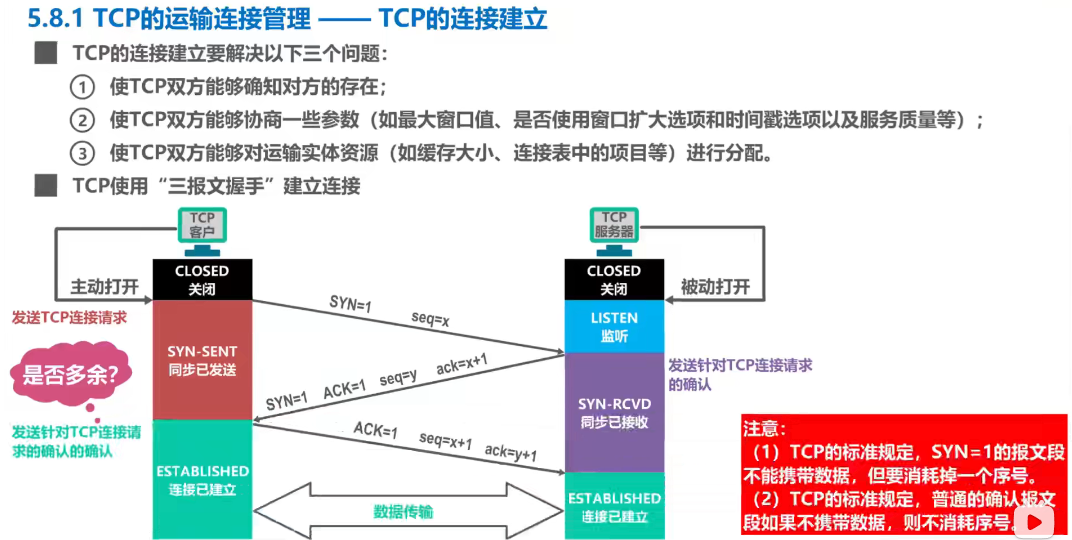 5.8.1 TCP的运输连接管理 —— TCP的连接建立
TCP的连接建立要解决以下三个问题：
① 使TCP双方能够确知对方的存在；
② 使TCP双方能够协商一些参数（如最大窗口值、是否使用窗口扩大选项和时间戳选项以及服务质量等）；
③ 使TCP双方能够对运输实体资源（如缓存大小、连接表中的项目等）进行分配。
TCP使用“三报文握手”建立连接
TCP
客户
TCP
服务器
CLOSED
关闭
CLOSED
关闭
主动打开
被动打开
发送TCP连接请求
SYN=1 seq=x
LISTEN
监听
SYN-SENT
同步已发送
是否多余?
SYN=1 ACK=1 seq=y ack=x+1
发送针对TCP连接请求
的确认
SYN-RCVD
同步已接收
发送针对TCP连接请
求的确认的确认
ACK=1 seq=x+1 ack=y+1
ESTABLISHED
连接已建立
ESTABLISHED
连接已建立
数据传输
注意：
（1）TCP的标准规定，SYN=1的报文段
不能携带数据，但要消耗掉一个序号。
（2）TCP的标准规定，普通的确认报文
段如果不携带数据，则不消耗序号。